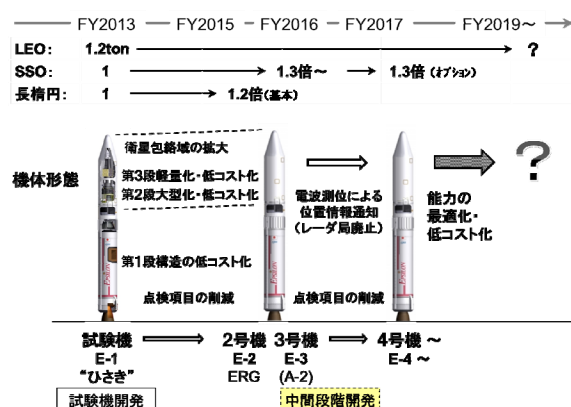 FY2013 FY2015 FY2016 FY2017 FY2019～
LEO: 1.2ton ?
SSO: 1 1.3倍～ 1.3倍 (オプション)
長楕円: 1 1.2倍(基本)
機体形態
衛星包絡域の拡大
第3段軽量化・低コスト化
第2段大型化・低コスト化
第1段構造の低コスト化
点検項目の削減
電波測位による
位置情報通知
(レーダ局廃止)
点検項目の削減
能力の
最適化・
低コスト化
?
試験機 2号機 3号機 4号機 ～
E-1 E-2 E-3 E-4 ～
“ひさき” ERG (A-2)
試験機開発 中間段階開発